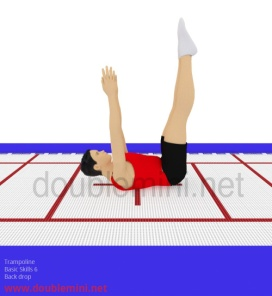 doublemini.net
Trampoline
Basic Skills 6
Back drop
www.doublemini.net